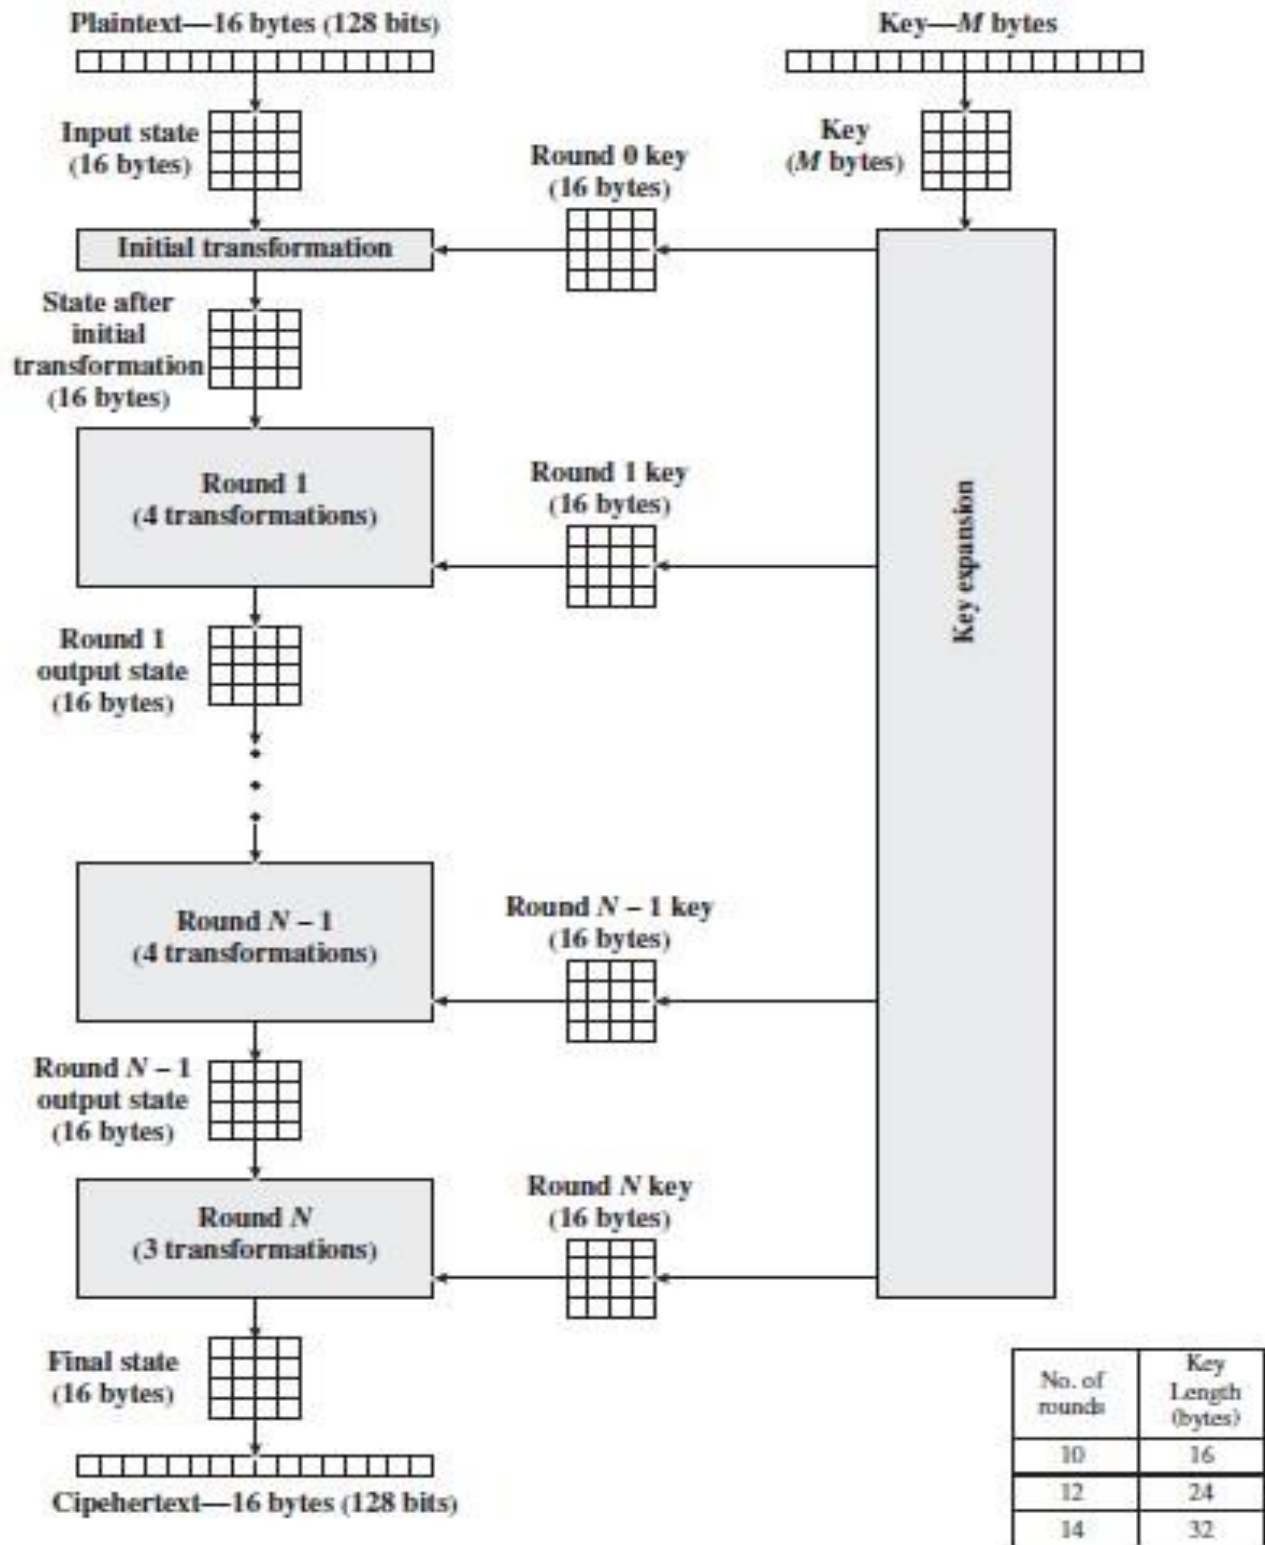 Plaintext—16 bytes (128 bits)
Key—M bytes
Input state
(16 bytes)
Key
(M bytes)
Round 0 key
(16 bytes)
Initial transformation
State after
initial
transformation
(16 bytes)
Round 1
(4 transformations)
Round 1 key
(16 bytes)
Key expansion
Round 1
output state
(16 bytes)
Round N – 1
(4 transformations)
Round N – 1 key
(16 bytes)
Round N – 1
output state
(16 bytes)
Round N
(3 transformations)
Round N key
(16 bytes)
Final state
(16 bytes)
Cipehertext—16 bytes (128 bits)
No. of
rounds
Key
Length
(bytes)
10 16
12 24
14 32